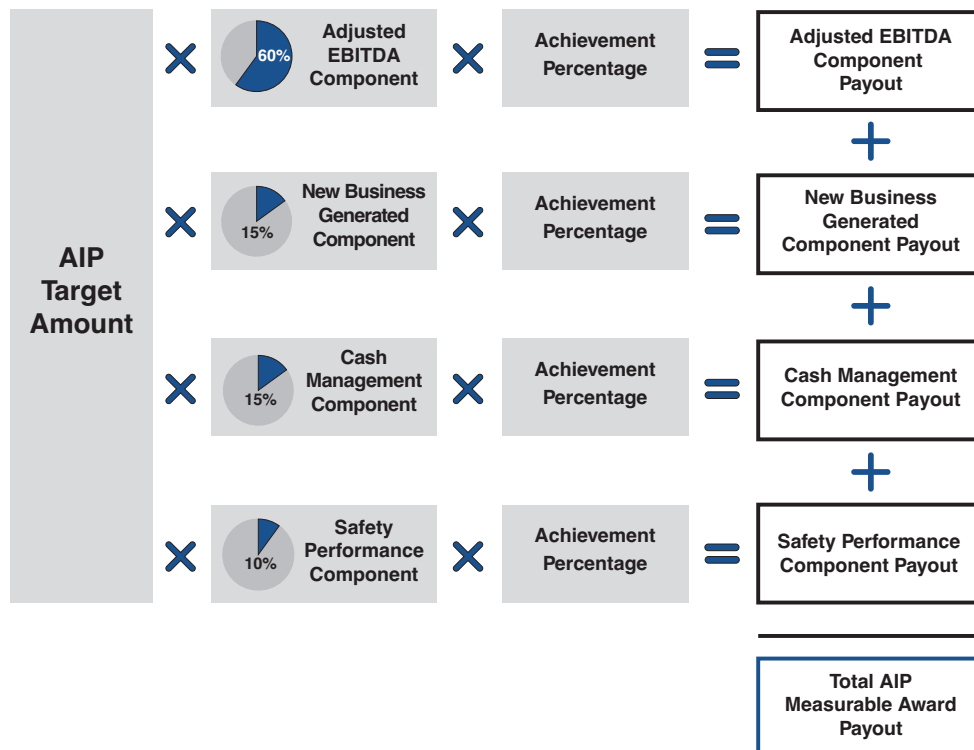 AIP
Target
Amount
60%
Adjusted
EBITDA
Component
Achievement
Percentage
Adjusted EBITDA
Component
Payout
15%
New Business
Generated
Component
Achievement
Percentage
New Business
Generated
Component Payout
15%
Cash
Management
Component
Achievement
Percentage
Cash Management
Component Payout
10%
Safety
Performance
Component
Achievement
Percentage
Safety Performance
Component Payout
Total AIP
Measurable Award
Payout